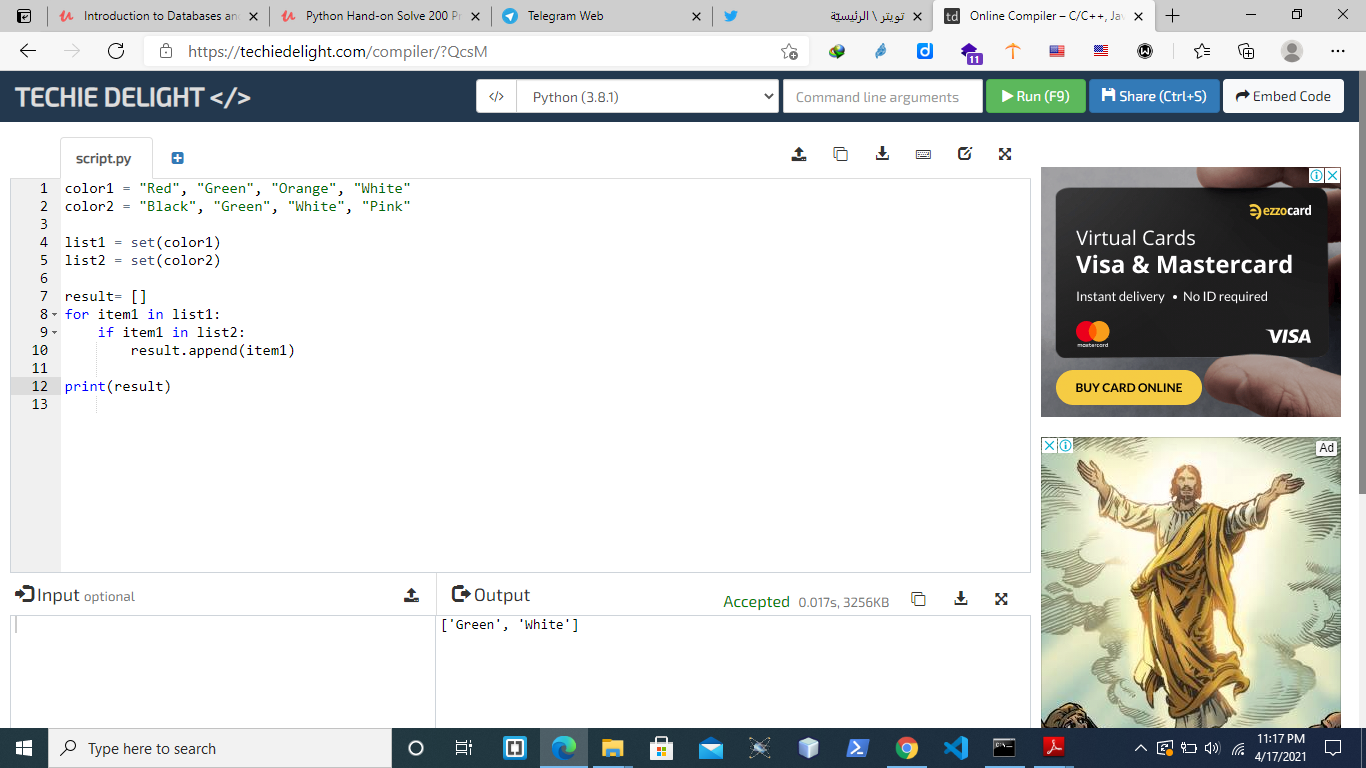 Introduction to Databases an
Python Hand-on Solve 200 Pr
Telegram Web
تويتر \ الرئيسيّة
td
Online Compiler – C/C++, Jav
https://techiedelight.com/compiler/?QcsM
11
TECHIE DELIGHT </>
</>
Python (3.8.1)
Command line arguments
Run (F9)
Share (Ctrl+S)
Embed Code
script.py
1 color1 = "Red", "Green", "Orange", "White"
2 color2 = "Black", "Green", "White", "Pink"
3
4 list1 = set(color1)
5 list2 = set(color2)
6
7 result= []
8 for item1 in list1:
9     if item1 in list2:
10         result.append(item1)
11
12 print(result)
13
ezzocard
Virtual Cards
Visa & Mastercard
Instant delivery • No ID required
mastercard
VISA
BUY CARD ONLINE
Ad
Input optional
Output
Accepted 0.017s, 3256KB
['Green', 'White']
Type here to search
11:17 PM
4/17/2021